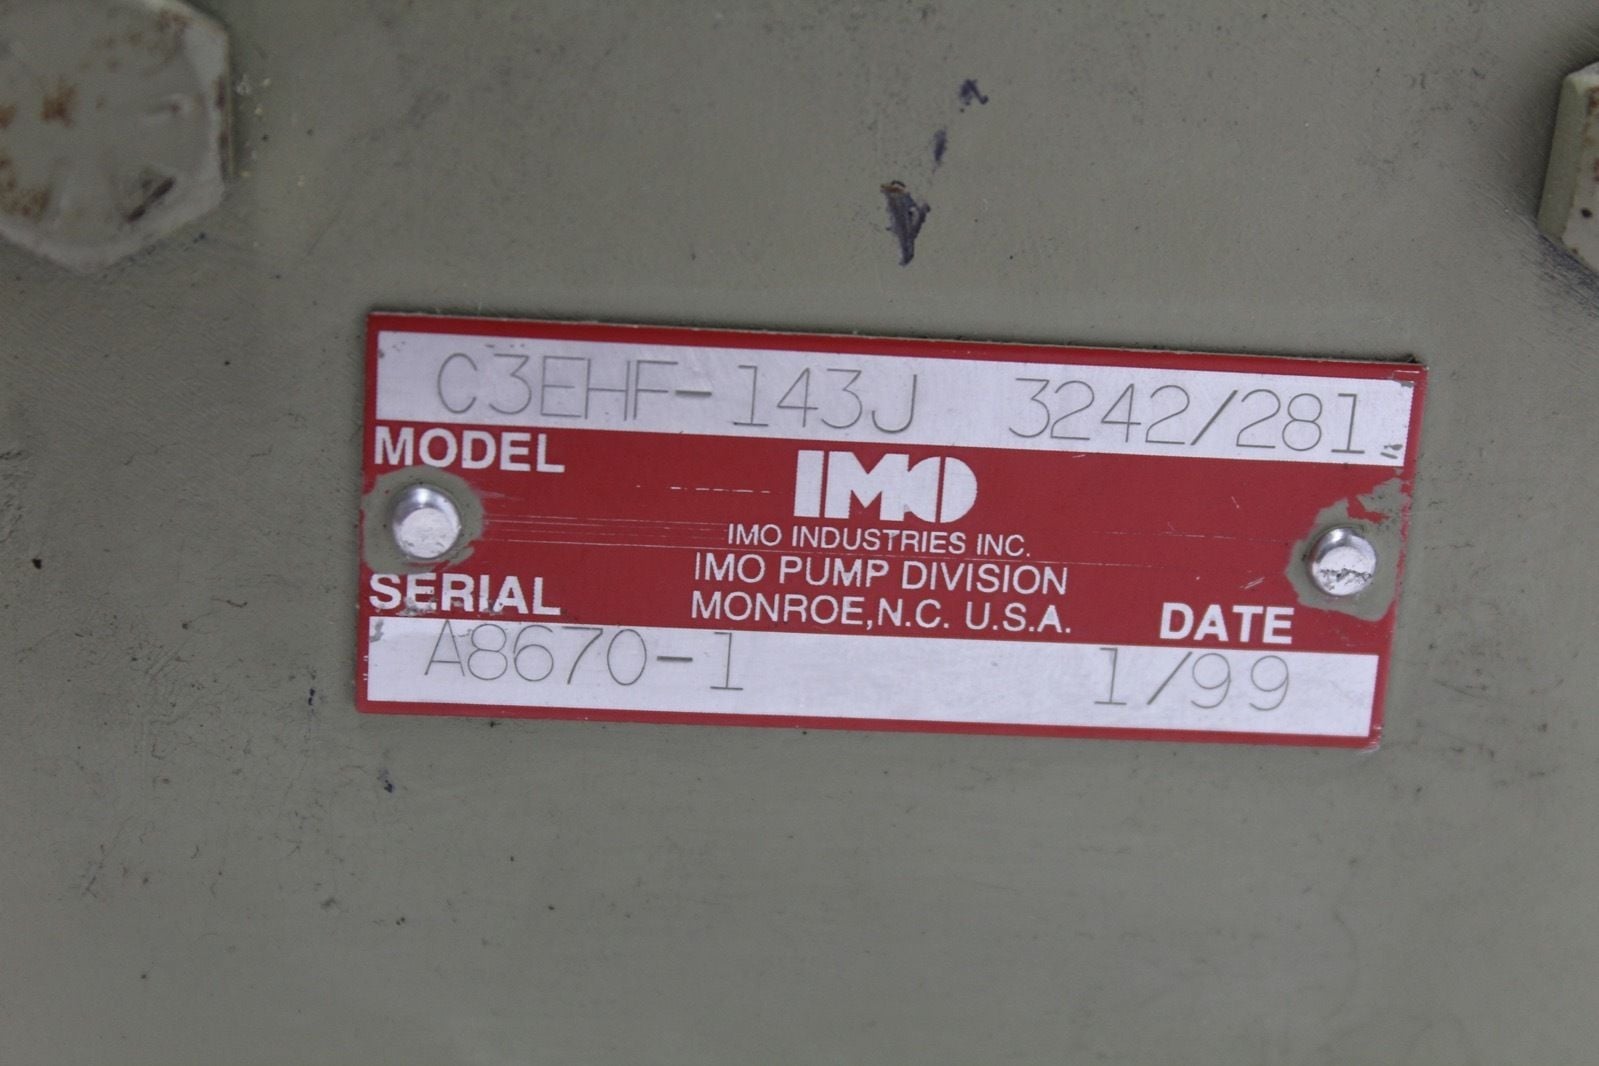 C3EHF-143J 3242/281
MODEL
IMO
IMO INDUSTRIES INC.
IMO PUMP DIVISION
MONROE, N.C. U.S.A.
SERIAL
DATE
A8670-1
1/99